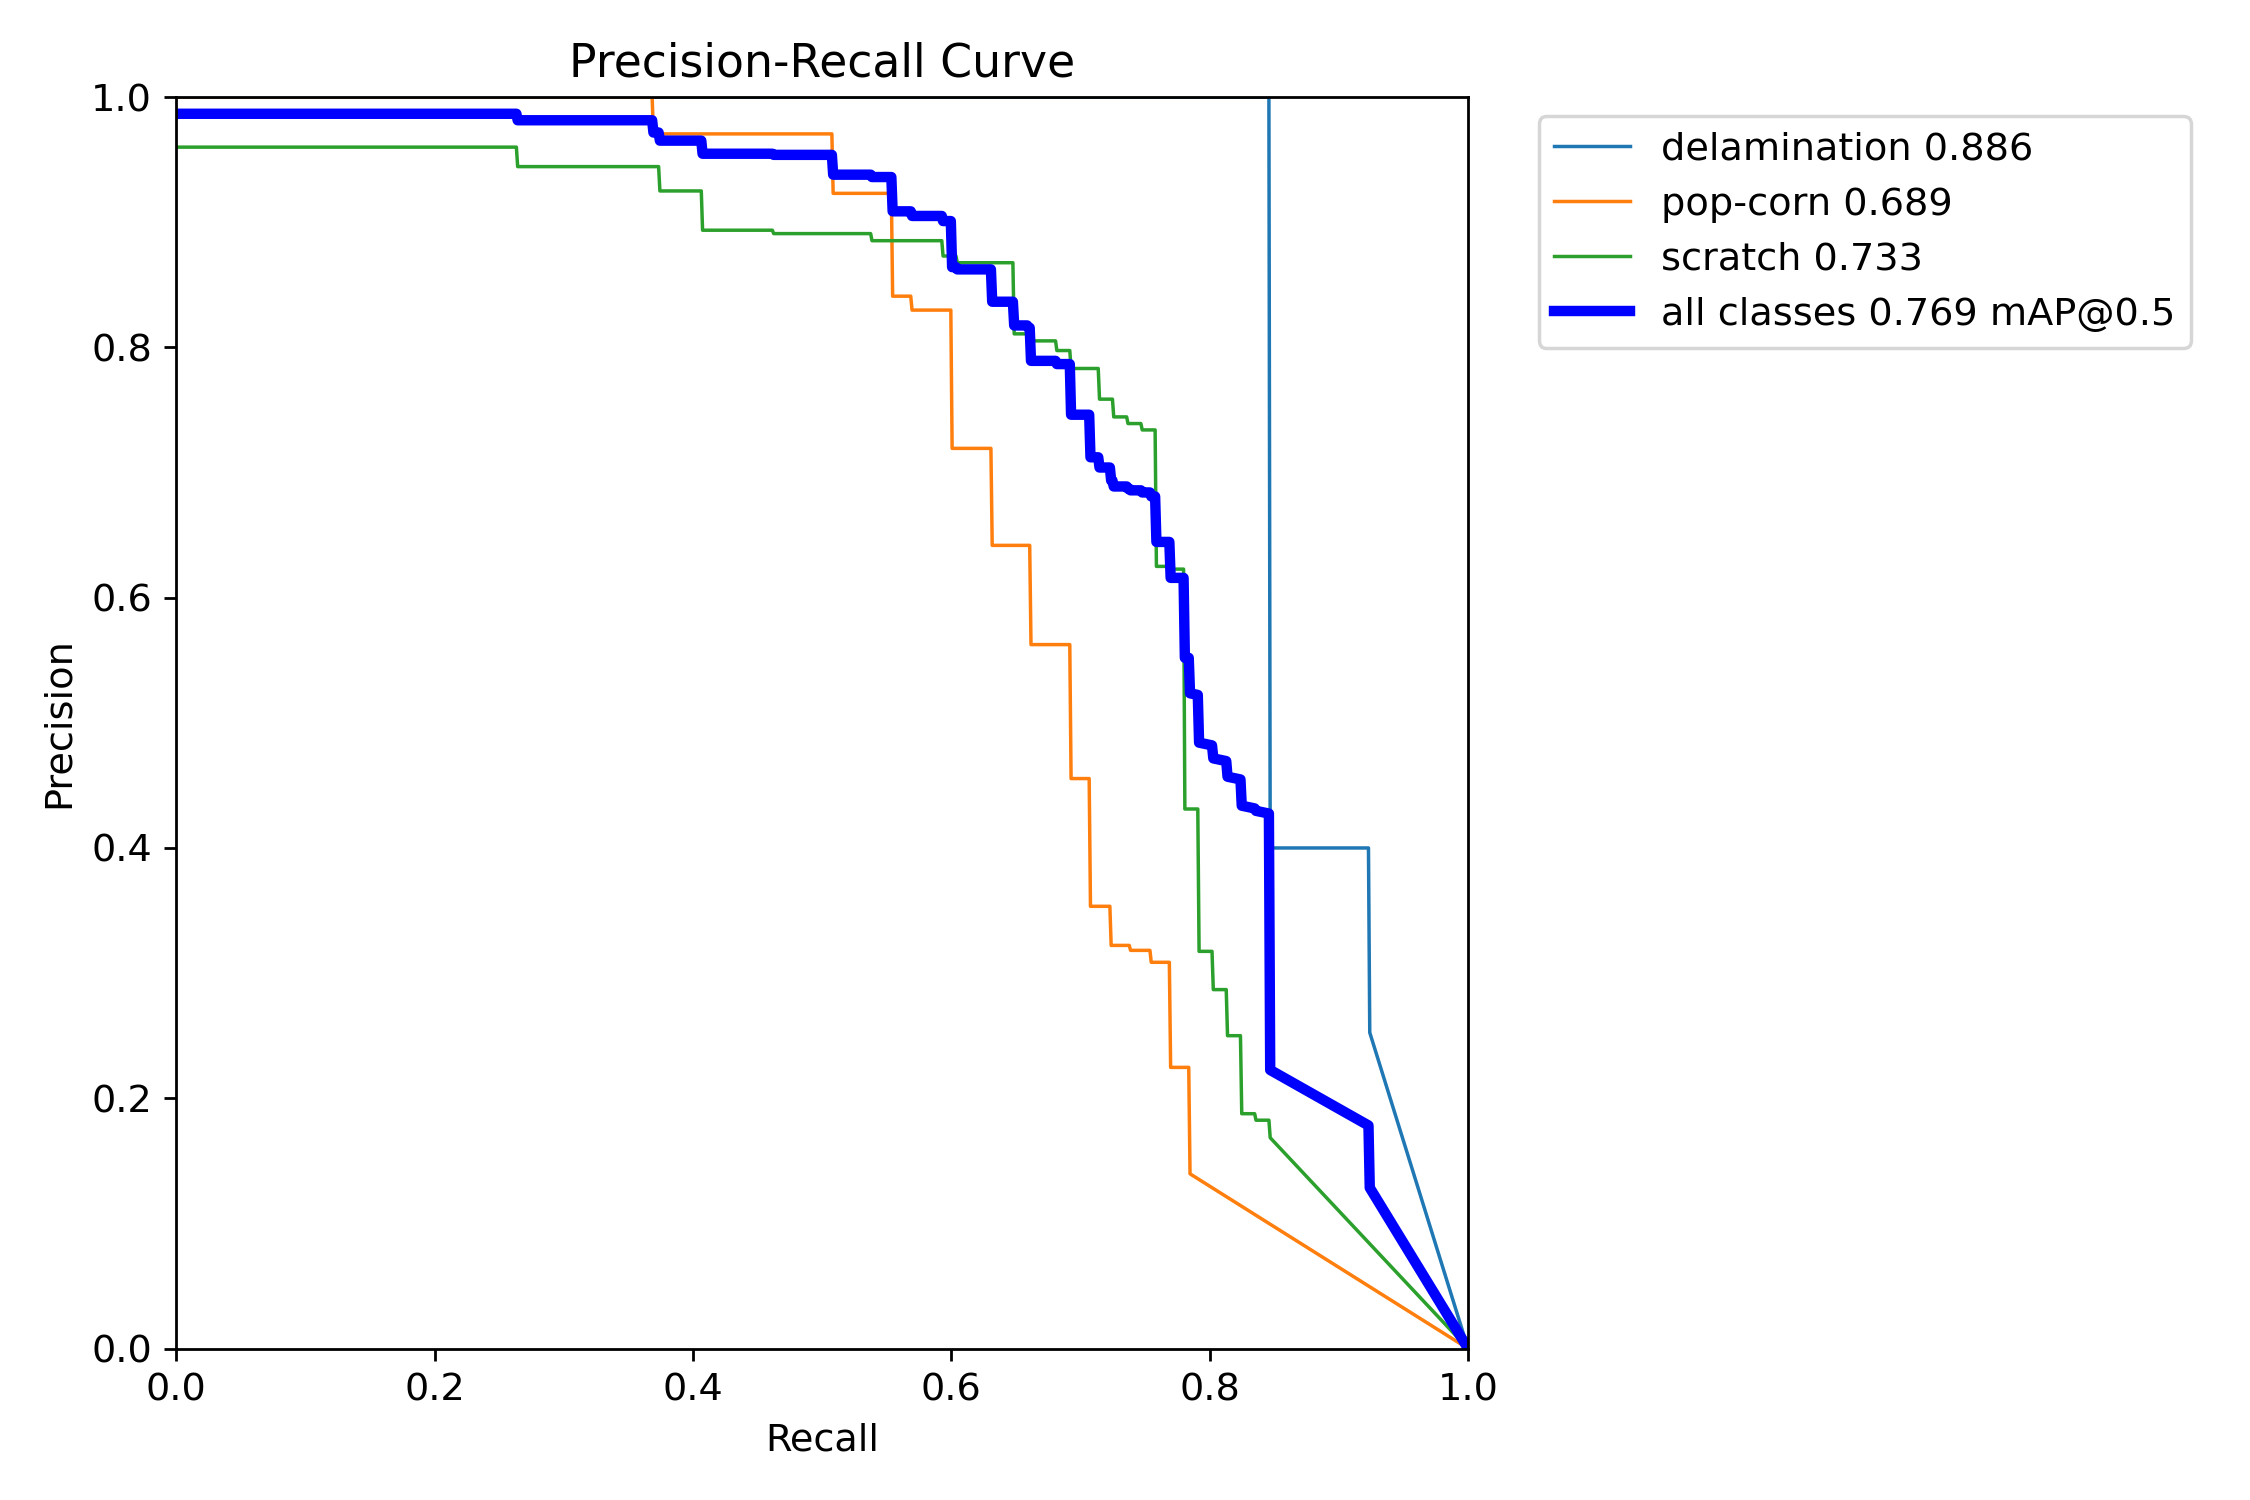 Precision-Recall Curve
1.0
0.8
0.6
0.4
0.2
0.0
Precision
0.0 0.2 0.4 0.6 0.8 1.0
Recall
delamination 0.886
pop-corn 0.689
scratch 0.733
all classes 0.769 mAP@0.5